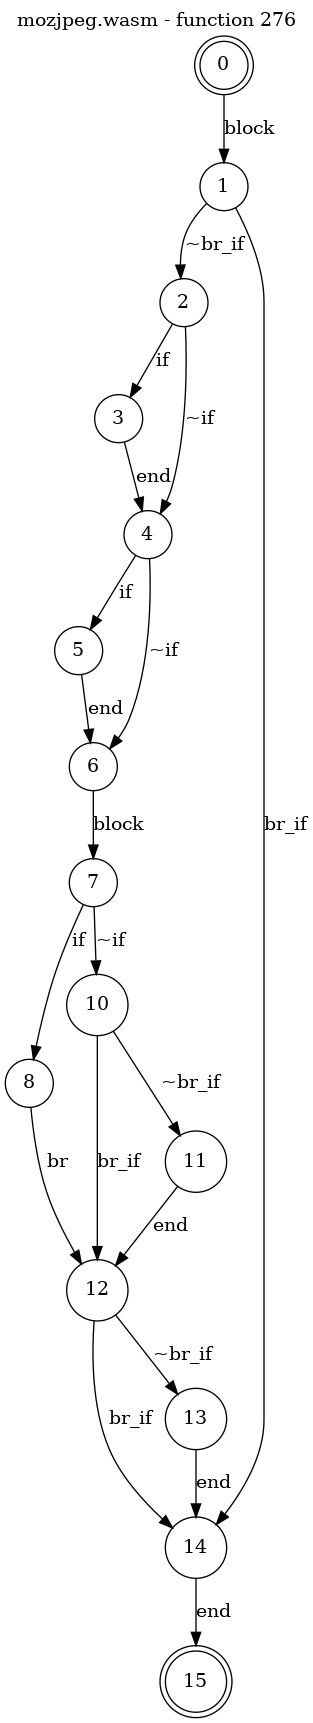 mozjpeg.wasm - function 276
0
block
1
~br_if
2
if
3
~if
end
4
if
5
~if
end
6
block
br_if
7
if
~if
10
8
~br_if
br
br_if
11
end
12
~br_if
br_if
13
end
14
end
15